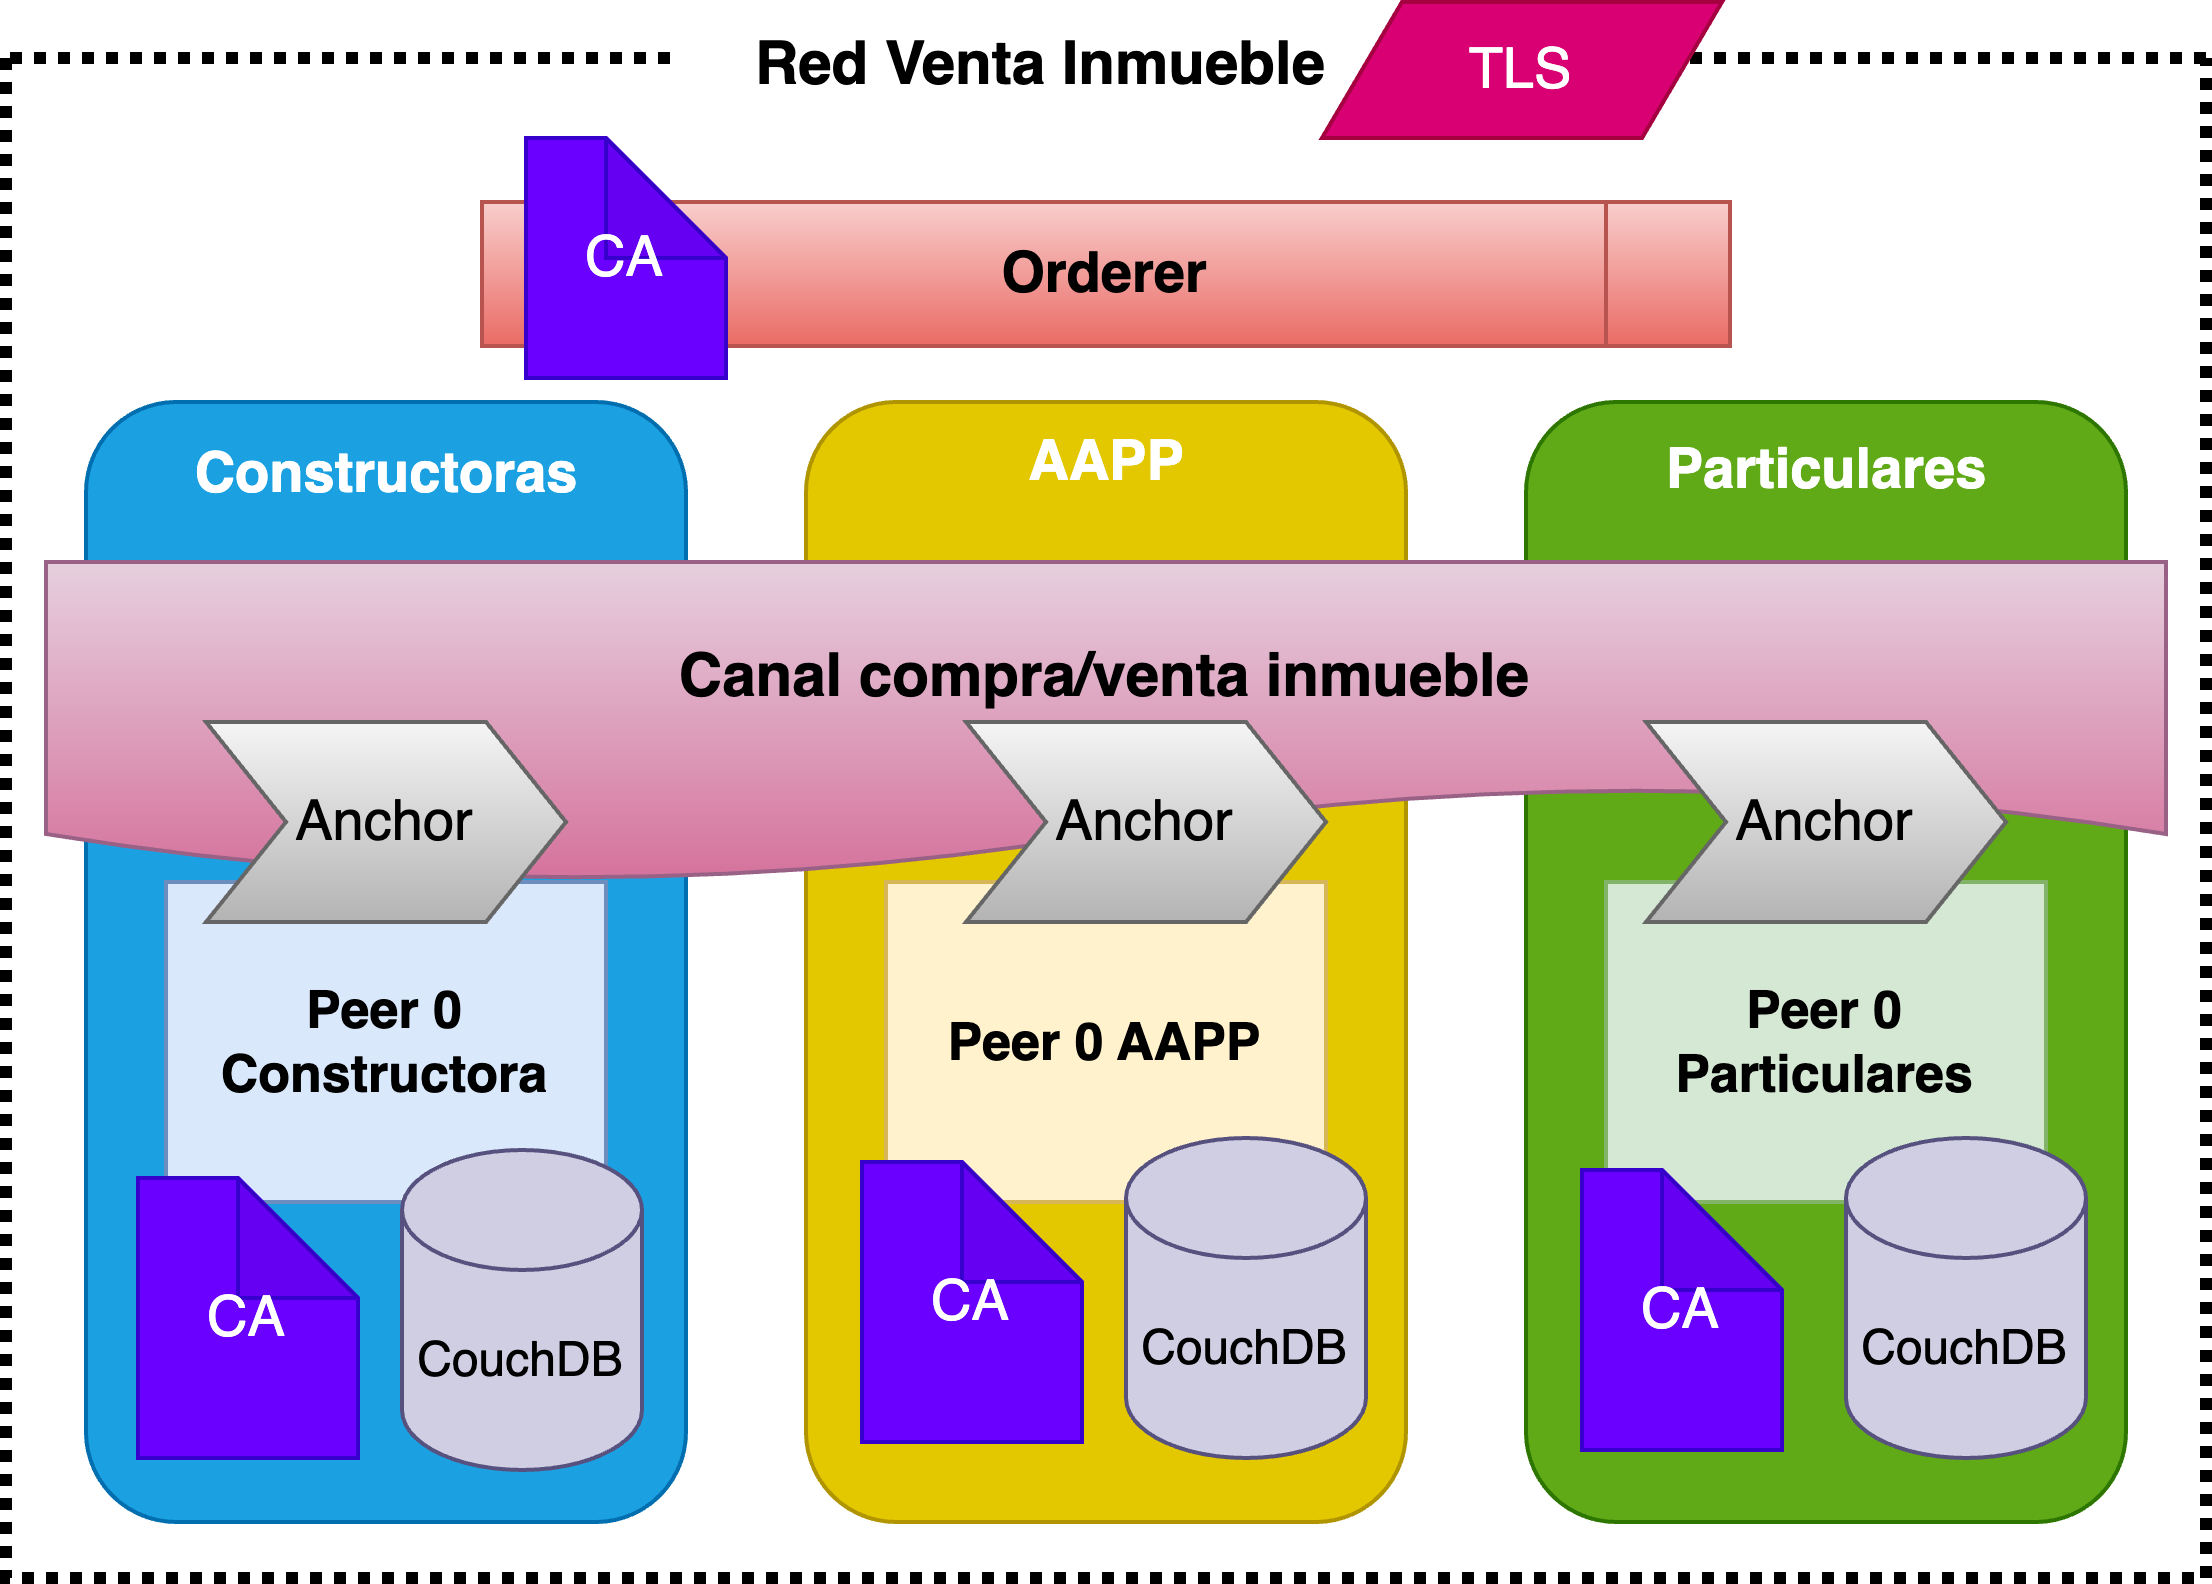 Red Venta Inmueble
TLS
CA
Orderer
Constructoras
AAPP
Particulares
Canal compra/venta inmueble
Anchor
Anchor
Anchor
Peer 0
Constructora
Peer 0 AAPP
Peer 0
Particulares
CA
CouchDB
CA
CouchDB
CA
CouchDB